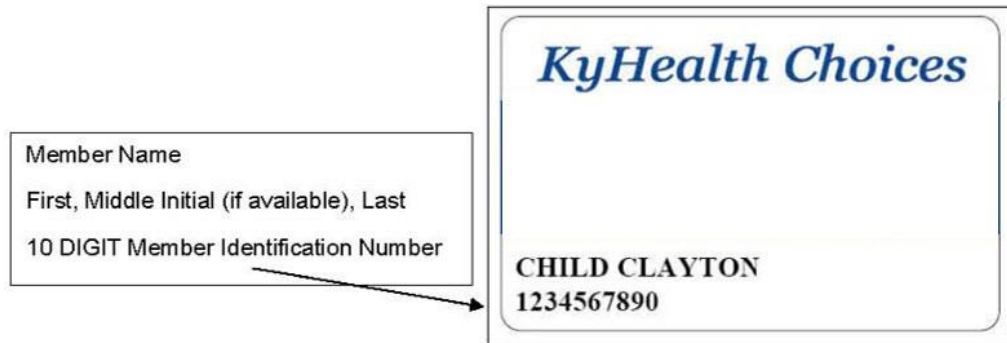 Member Name
First, Middle Initial (if available), Last
10 DIGIT Member Identification Number
KyHealth Choices
CHILD CLAYTON
1234567890